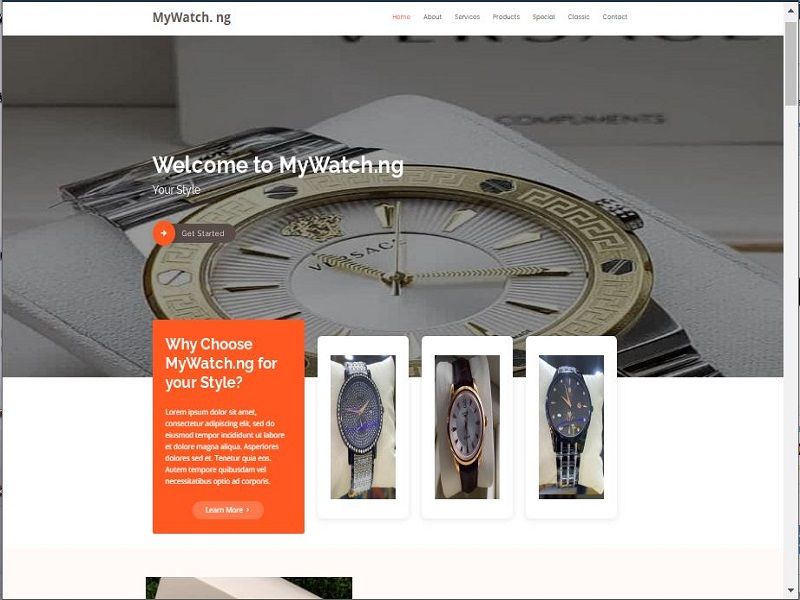 MyWatch. ng
Home About Services Products Special Classic Contact
VERSACE
COMPLIMENTS
Welcome to MyWatch.ng
Your Style
Get Started
VERSACE
Why Choose
MyWatch.ng for
your Style?
Lorem ipsum dolor sit amet,
consectetur adipiscing elit, sed do
eiusmod tempor incididunt ut labore
et dolore magna aliqua. Asperiores
dolores sed et. Tenetur quia eos.
Autem tempore quibusdam vel
necessitatibus optio ad corporis.
Learn More